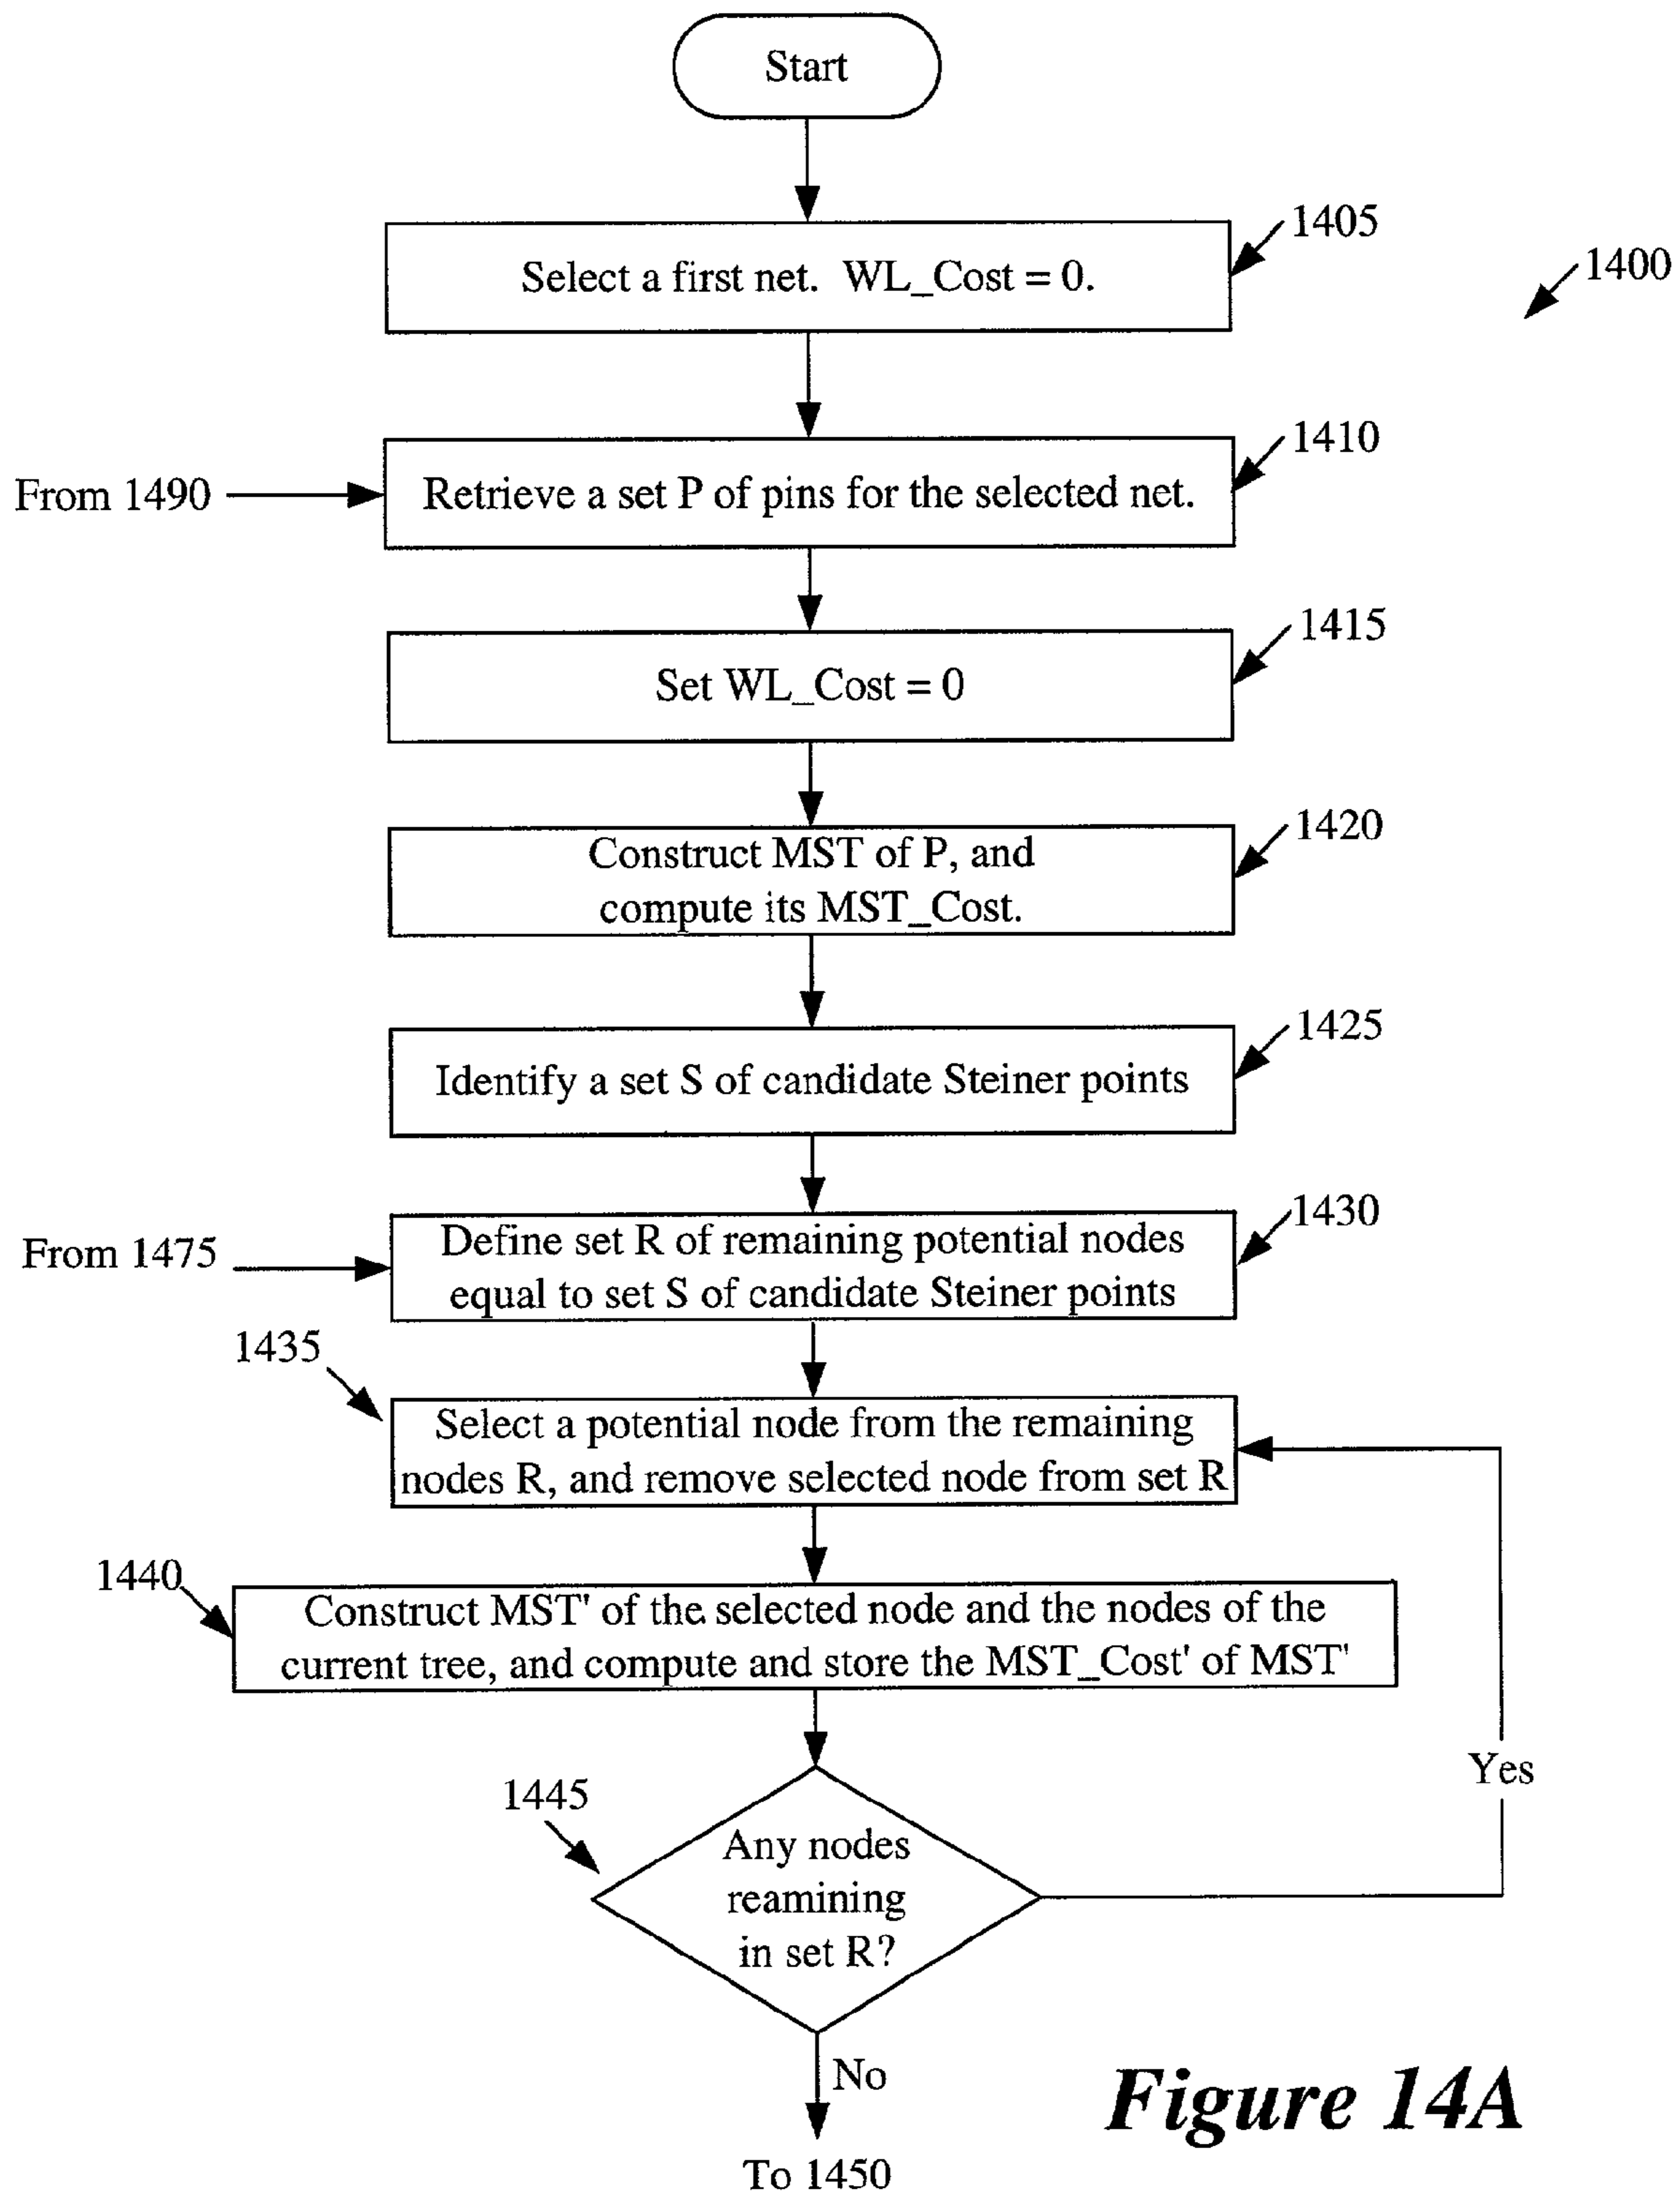 Start
1405
Select a first net. WL_Cost = 0.
1400
1410
From 1490
Retrieve a set P of pins for the selected net.
1415
Set WL_Cost = 0
1420
Construct MST of P, and
compute its MST_Cost.
1425
Identify a set S of candidate Steiner points
1430
From 1475
Define set R of remaining potential nodes
equal to set S of candidate Steiner points
1435
Select a potential node from the remaining
nodes R, and remove selected node from set R
1440
Construct MST' of the selected node and the nodes of the
current tree, and compute and store the MST_Cost' of MST'
Yes
1445
Any nodes
reamining
in set R?
No
To 1450
Figure 14A